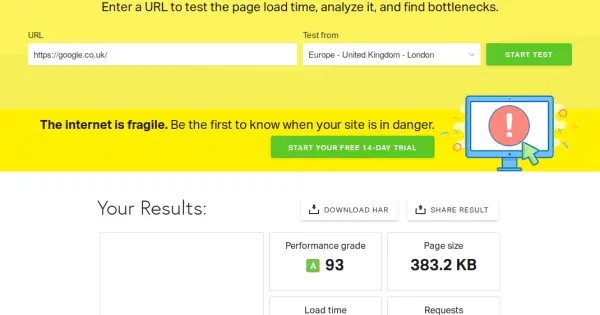 Enter a URL to test the page load time, analyze it, and find bottlenecks.
URL
Test from
https://google.co.uk/
Europe - United Kingdom - London
START TEST
The internet is fragile. Be the first to know when your site is in danger.
START YOUR FREE 14-DAY TRIAL
Your Results:
DOWNLOAD HAR
SHARE RESULT
Performance grade
Page size
A 93
383.2 KB
Load time
Requests